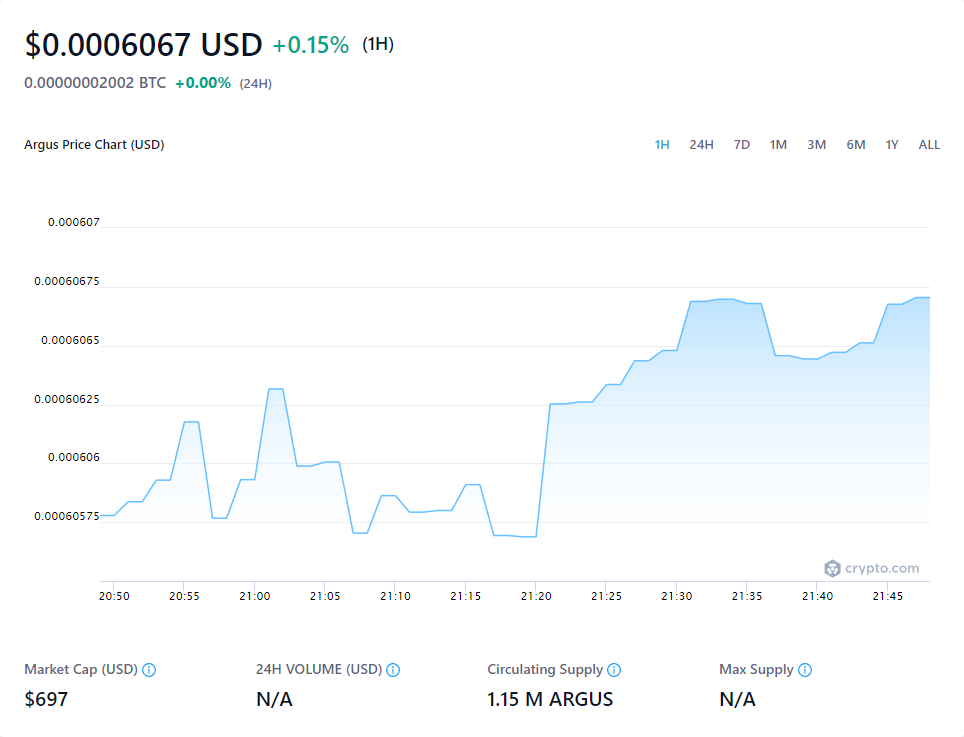 $0.0006067 USD +0.15% (1H)
0.00000002002 BTC +0.00% (24H)
Argus Price Chart (USD) 1H 24H 7D 1M 3M 6M 1Y ALL
0.000607
0.00060675
0.0006065
0.00060625
0.000606
0.00060575
crypto.com
20:50 20:55 21:00 21:05 21:10 21:15 21:20 21:25 21:30 21:35 21:40 21:45
Market Cap (USD) 24H VOLUME (USD) Circulating Supply Max Supply
$697 N/A 1.15 M ARGUS N/A